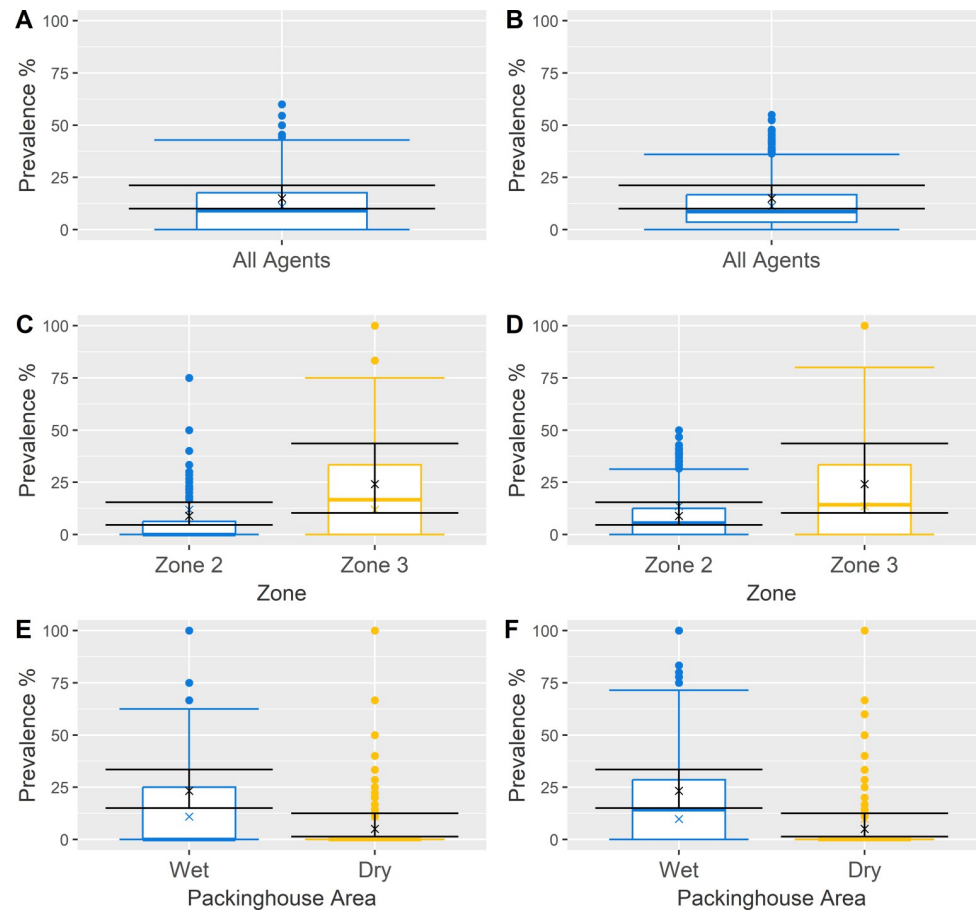 A
B
100
75
50
25
0
Prevalence %
All Agents
100
75
50
25
0
Prevalence %
All Agents
C
D
100
75
50
25
0
Prevalence %
Zone 2 Zone 3
Zone
100
75
50
25
0
Prevalence %
Zone 2 Zone 3
Zone
E
F
100
75
50
25
0
Prevalence %
Wet Dry
Packinghouse Area
100
75
50
25
0
Prevalence %
Wet Dry
Packinghouse Area